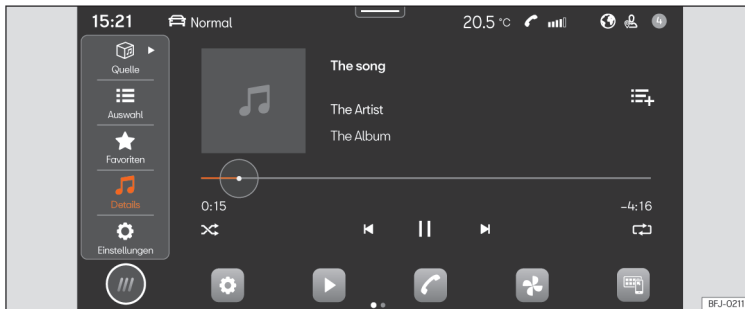 15:21
Normal
20.5 °C
4
Quelle
Auswahl
Favoriten
Details
Einstellungen
The song
The Artist
The Album
0:15
-4:16
BFJ-0211